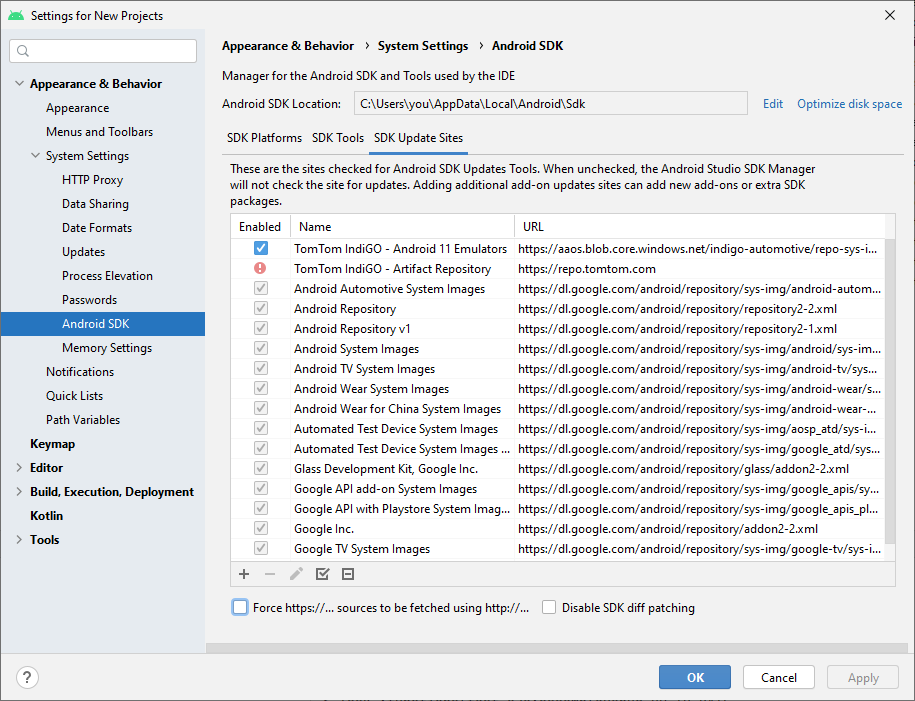 Settings for New Projects
Appearance & Behavior
Appearance
Menus and Toolbars
System Settings
HTTP Proxy
Data Sharing
Date Formats
Updates
Process Elevation
Passwords
Android SDK
Memory Settings
Notifications
Quick Lists
Path Variables
Keymap
Editor
Build, Execution, Deployment
Kotlin
Tools
Appearance & Behavior › System Settings › Android SDK
Manager for the Android SDK and Tools used by the IDE
Android SDK Location: C:\Users\you\AppData\Local\Android\Sdk Edit Optimize disk space
SDK Platforms SDK Tools SDK Update Sites
These are the sites checked for Android SDK Updates Tools. When unchecked, the Android Studio SDK Manager
will not check the site for updates. Adding additional add-on updates sites can add new add-ons or extra SDK
packages.
Enabled Name URL
TomTom IndiGO - Android 11 Emulators https://aaos.blob.core.windows.net/indigo-automotive/repo-sys-i...
TomTom IndiGO - Artifact Repository https://repo.tomtom.com
Android Automotive System Images https://dl.google.com/android/repository/sys-img/android-autom...
Android Repository https://dl.google.com/android/repository/repository2-2.xml
Android Repository v1 https://dl.google.com/android/repository/repository2-1.xml
Android System Images https://dl.google.com/android/repository/sys-img/android/sys-im...
Android TV System Images https://dl.google.com/android/repository/sys-img/android-tv/sys...
Android Wear System Images https://dl.google.com/android/repository/sys-img/android-wear/s...
Android Wear for China System Images https://dl.google.com/android/repository/sys-img/android-wear-...
Automated Test Device System Images https://dl.google.com/android/repository/sys-img/aosp_atd/sys-i...
Automated Test Device System Images ... https://dl.google.com/android/repository/sys-img/google_atd/sys...
Glass Development Kit, Google Inc. https://dl.google.com/android/repository/glass/addon2-2.xml
Google API add-on System Images https://dl.google.com/android/repository/sys-img/google_apis/sy...
Google API with Playstore System Imag... https://dl.google.com/android/repository/sys-img/google_apis_pl...
Google Inc. https://dl.google.com/android/repository/addon2-2.xml
Google TV System Images https://dl.google.com/android/repository/sys-img/google-tv/sys-i...
Force https://... sources to be fetched using http://... Disable SDK diff patching
? OK Cancel Apply